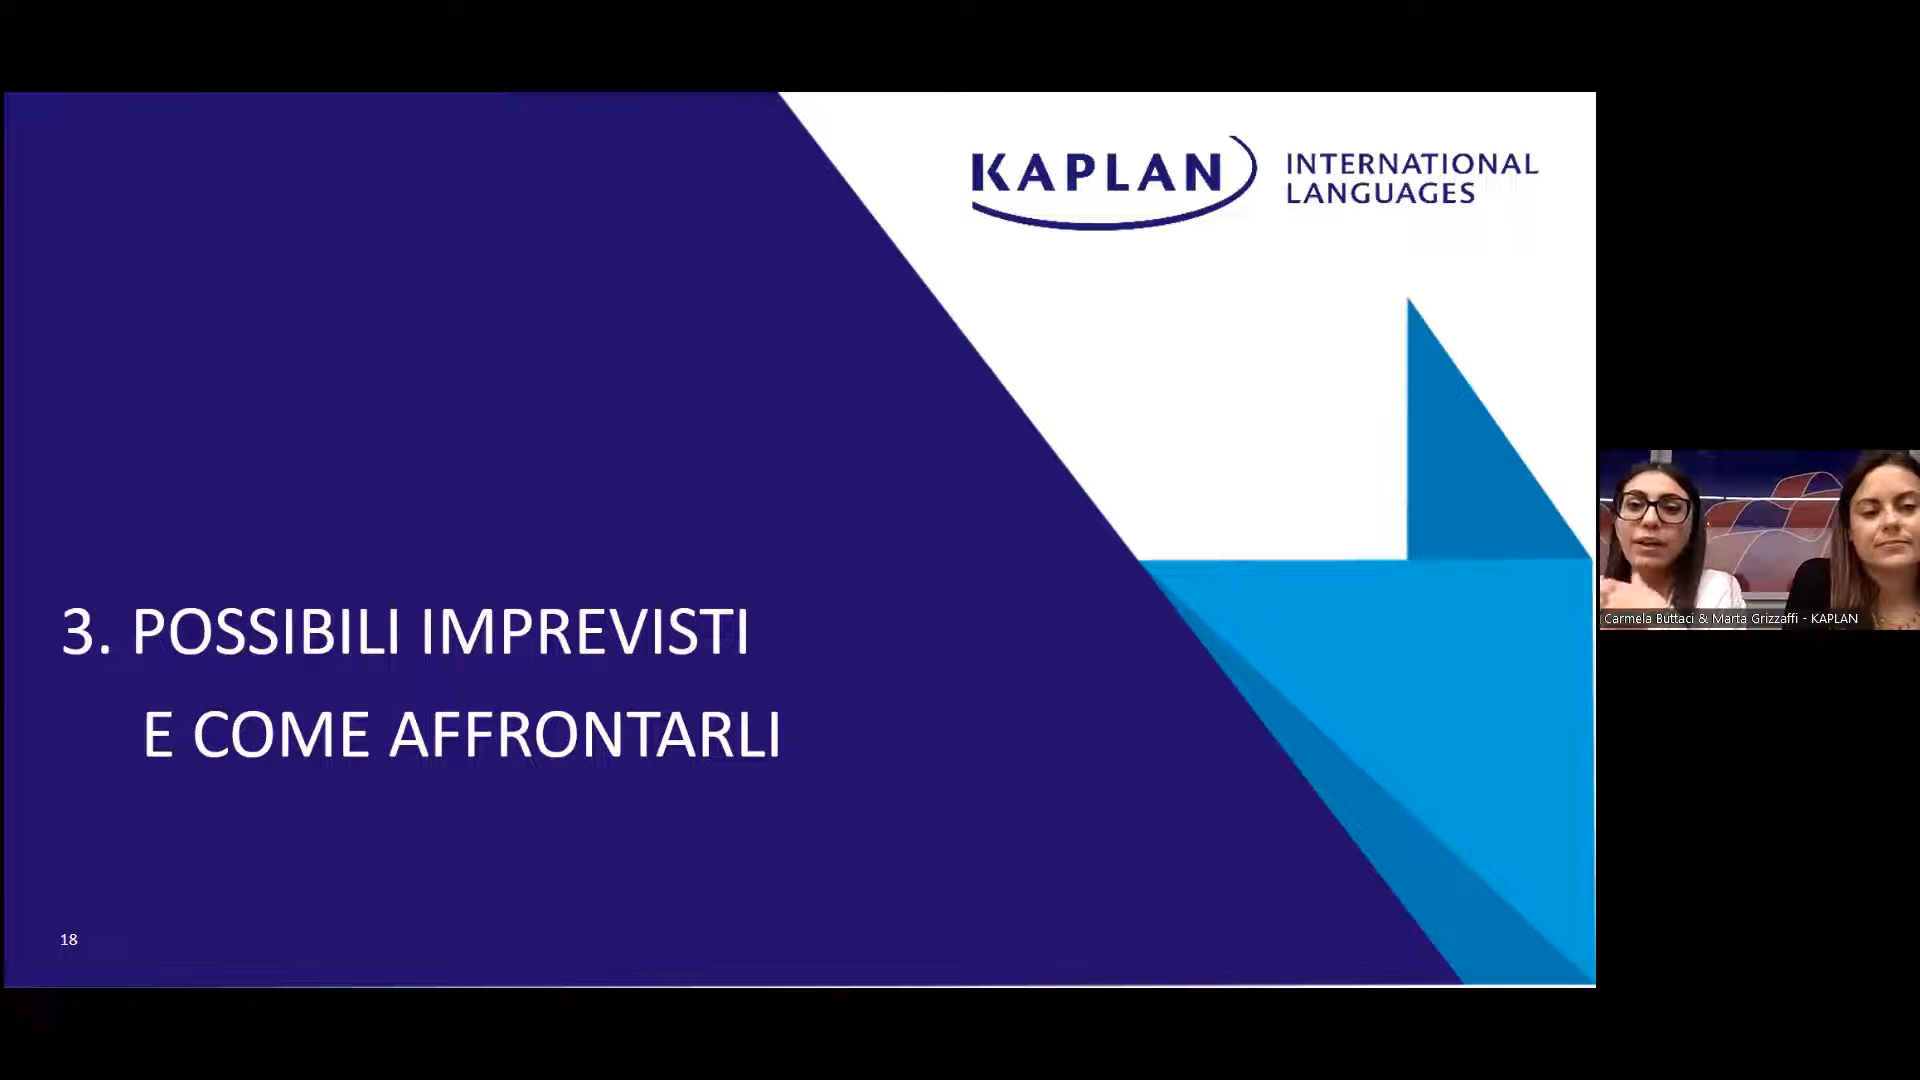 KAPLAN
INTERNATIONAL
LANGUAGES
3. POSSIBILI IMPREVISTI
E COME AFFRONTARLI
18
Carmela Buttaci & Marta Grizzaffi - KAPLAN